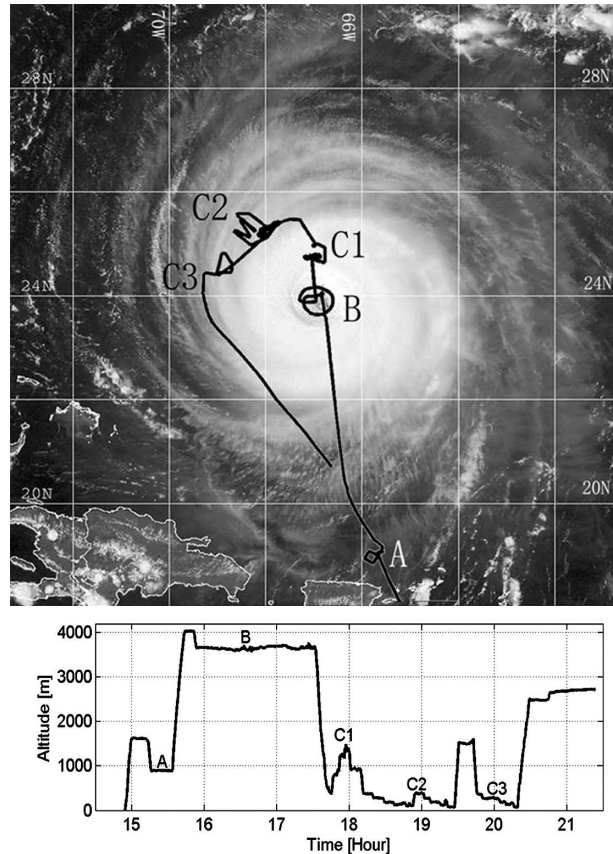 70W
66W
28N
28N
C2
M
C1
C3
24N
24N
B
20N
20N
A
4000
3000
2000
1000
0
Altitude [m]
A
B
C1
C2
C3
15
16
17
18
19
20
21
Time [Hour]